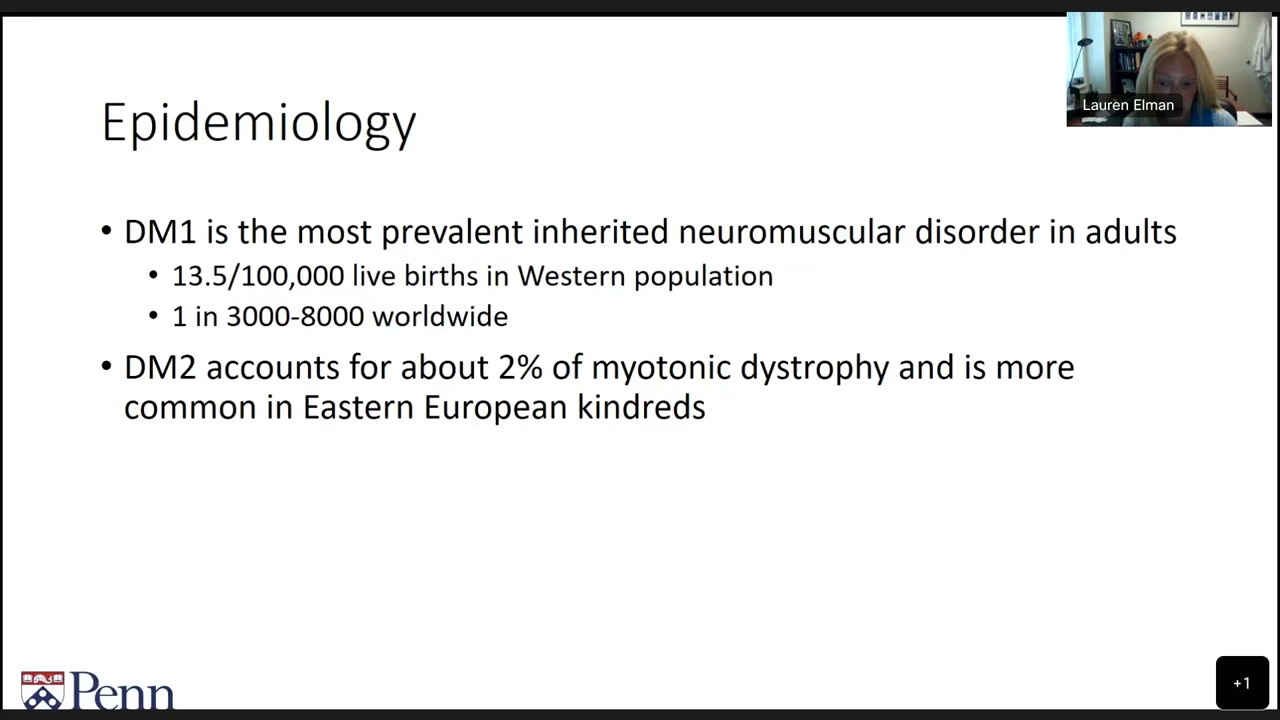 Lauren Elman
Epidemiology
• DM1 is the most prevalent inherited neuromuscular disorder in adults
• 13.5/100,000 live births in Western population
• 1 in 3000-8000 worldwide
• DM2 accounts for about 2% of myotonic dystrophy and is more
common in Eastern European kindreds
Penn
+1